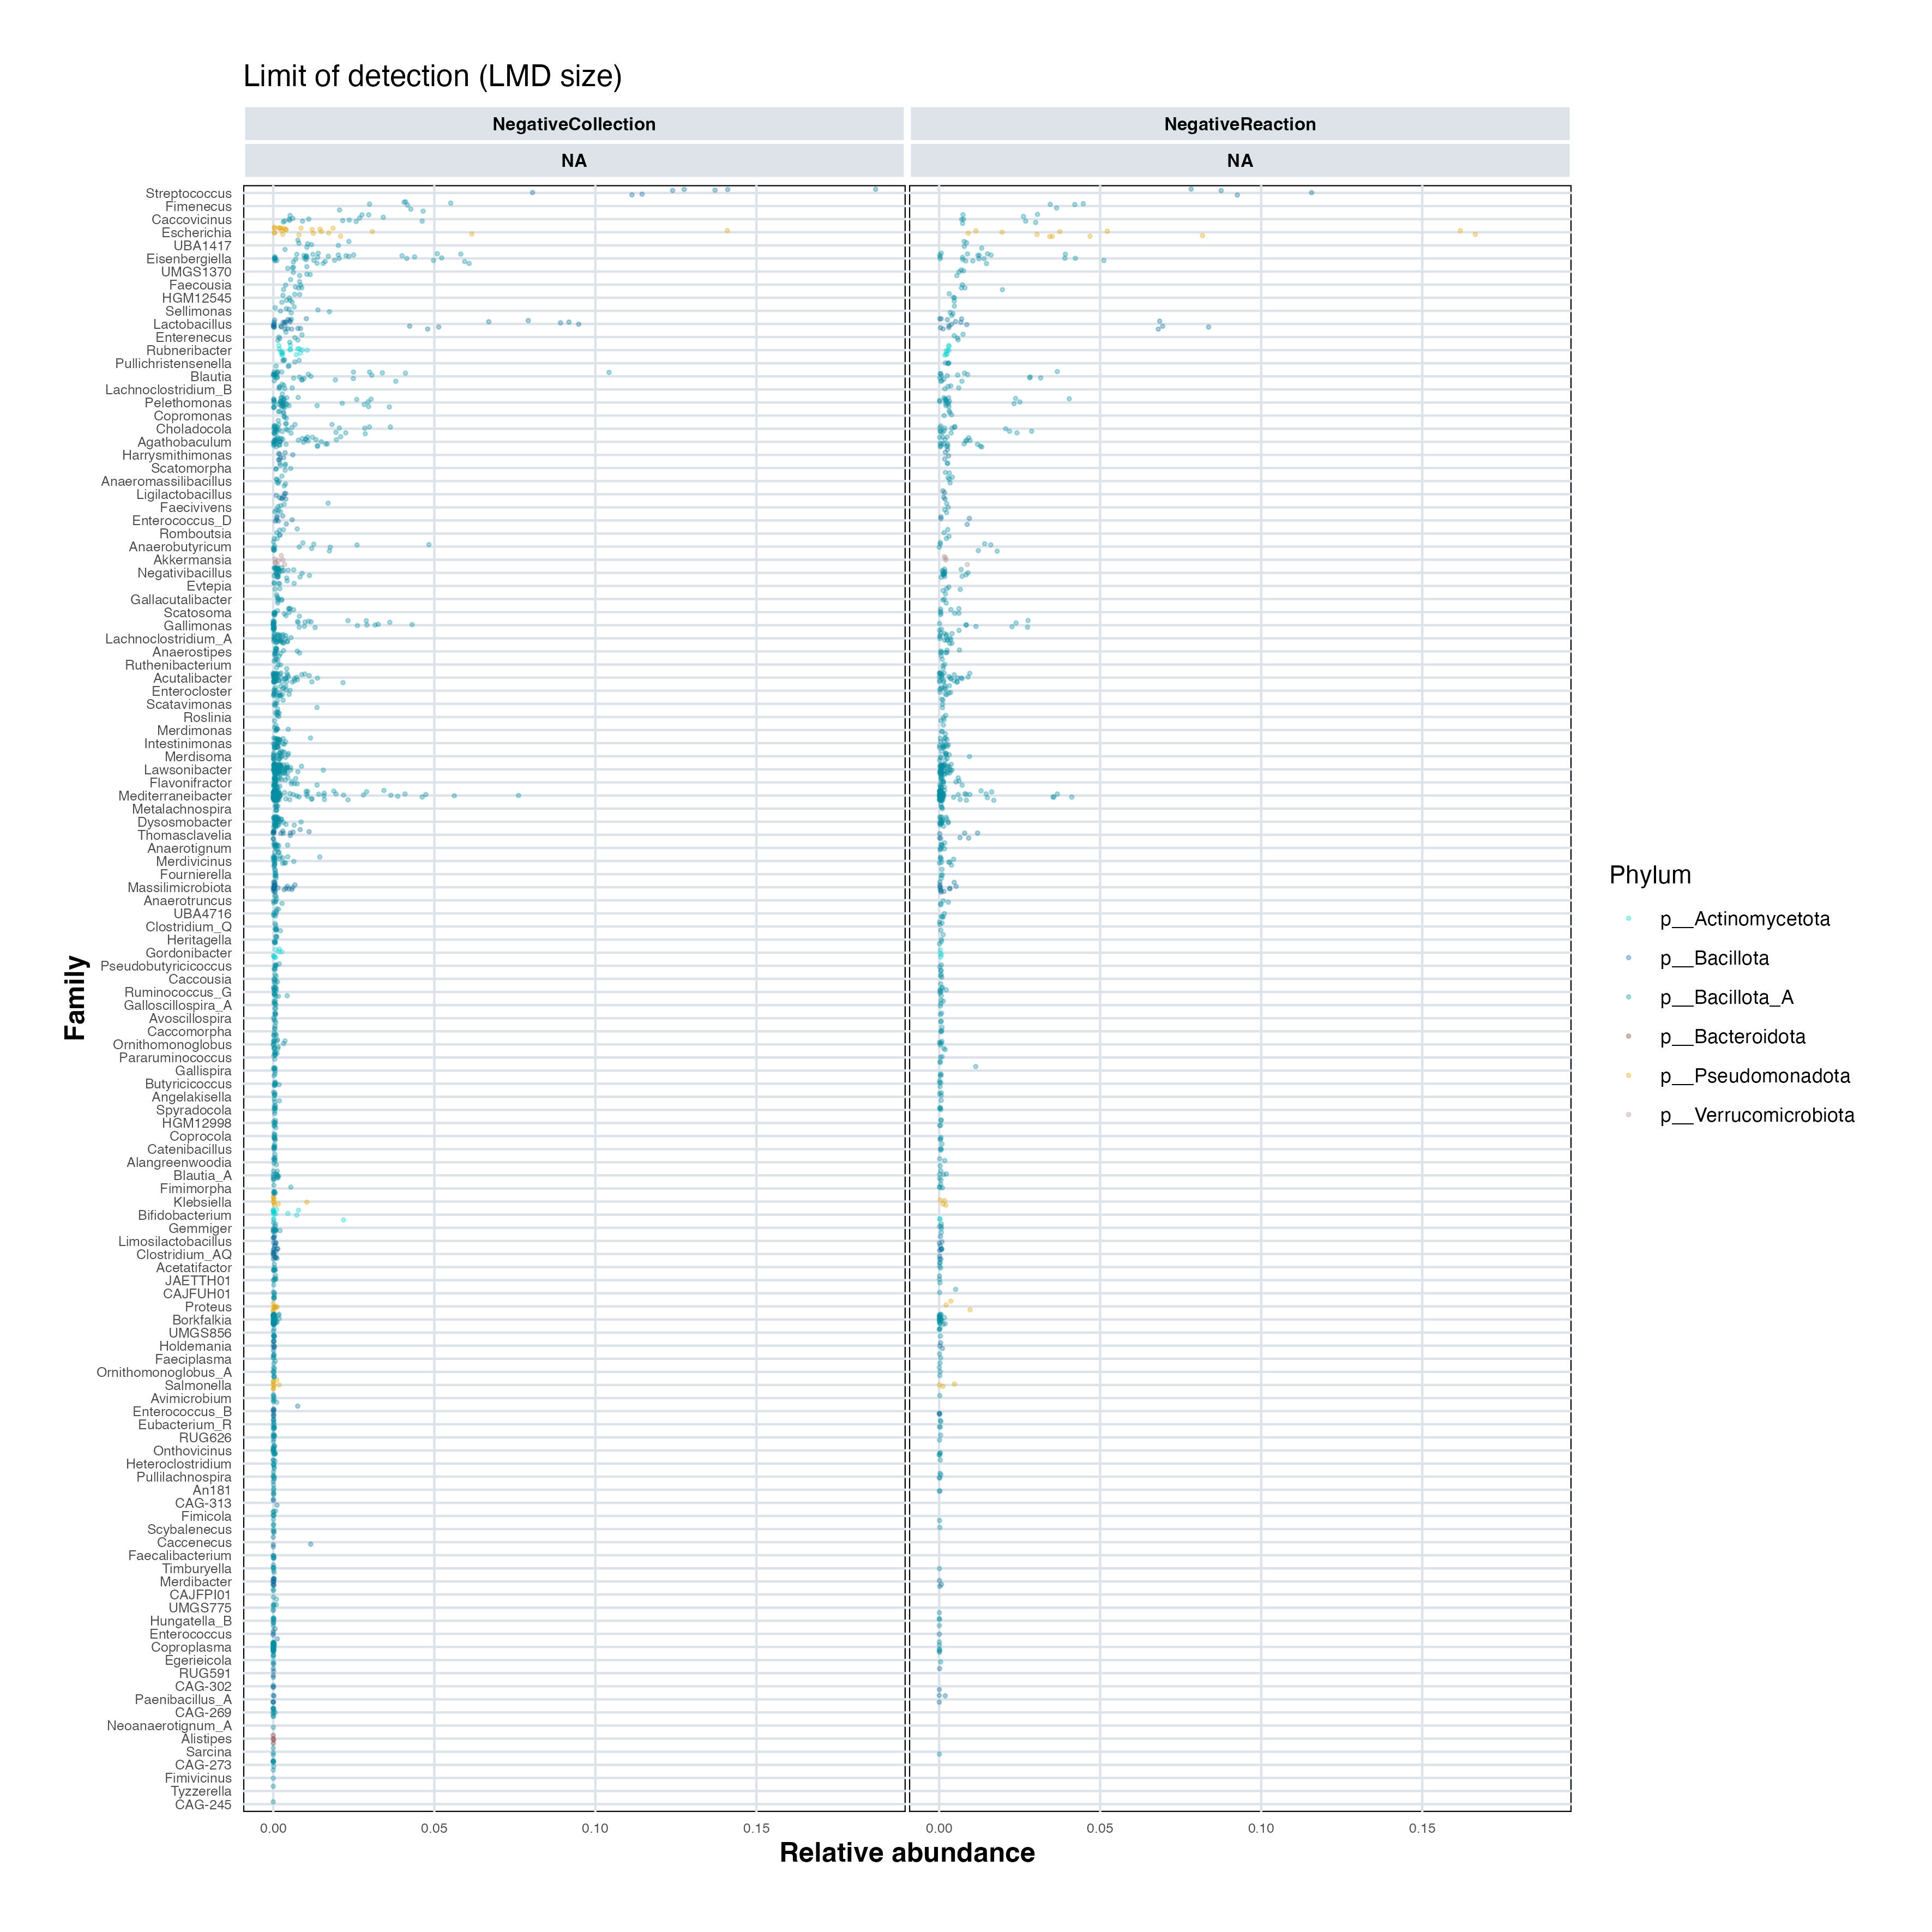 Limit of detection (LMD size)
NegativeCollection
NegativeReaction
NA
NA
Family
Streptococcus
Fimenecus
Caccovicinus
Escherichia
UBA1417
Eisenbergiella
UMGS1370
Faecousia
HGM12545
Sellimonas
Lactobacillus
Enterenecus
Rubneribacter
Pullichristensenella
Blautia
Lachnoclostridium_B
Pelethomonas
Copromonas
Choladocola
Agathobaculum
Harrysmithimonas
Scatomorpha
Anaeromassilibacillus
Ligilactobacillus
Faecivivens
Enterococcus_D
Romboutsia
Anaerobutyricum
Akkermansia
Negativibacillus
Evtepia
Gallacutalibacter
Scatosoma
Gallimonas
Lachnoclostridium_A
Anaerostipes
Ruthenibacterium
Acutalibacter
Enterocloster
Scatavimonas
Roslinia
Merdimonas
Intestinimonas
Merdisoma
Lawsonibacter
Flavonifractor
Mediterraneibacter
Metalachnospira
Dysosmobacter
Thomasclavelia
Anaerotignum
Merdivicinus
Fournierella
Massilimicrobiota
Anaerotruncus
UBA4716
Clostridium_Q
Heritagella
Gordonibacter
Pseudobutyricicoccus
Caccousia
Ruminococcus_G
Galloscillospira_A
Avoscillospira
Caccomorpha
Ornithomonoglobus
Pararuminococcus
Gallispira
Butyricicoccus
Angelakisella
Spyradocola
HGM12998
Coprocola
Catenibacillus
Alangreenwoodia
Blautia_A
Fimimorpha
Klebsiella
Bifidobacterium
Gemmiger
Limosilactobacillus
Clostridium_AQ
Acetatifactor
JAETTH01
CAJFUH01
Proteus
Borkfalkia
UMGS856
Holdemania
Faeciplasma
Ornithomonoglobus_A
Salmonella
Avimicrobium
Enterococcus_B
Eubacterium_R
RUG626
Onthovicinus
Heteroclostridium
Pullilachnospira
An181
CAG-313
Fimicola
Scybalenecus
Caccenecus
Faecalibacterium
Timburyella
Merdibacter
CAJFPI01
UMGS775
Hungatella_B
Enterococcus
Coproplasma
Egerieicola
RUG591
CAG-302
Paenibacillus_A
CAG-269
Neoanaerotignum_A
Alistipes
Sarcina
CAG-273
Fimivicinus
Tyzzerella
CAG-245
0.00 0.05 0.10 0.15
0.00 0.05 0.10 0.15
Relative abundance
Phylum
p__Actinomycetota
p__Bacillota
p__Bacillota_A
p__Bacteroidota
p__Pseudomonadota
p__Verrucomicrobiota